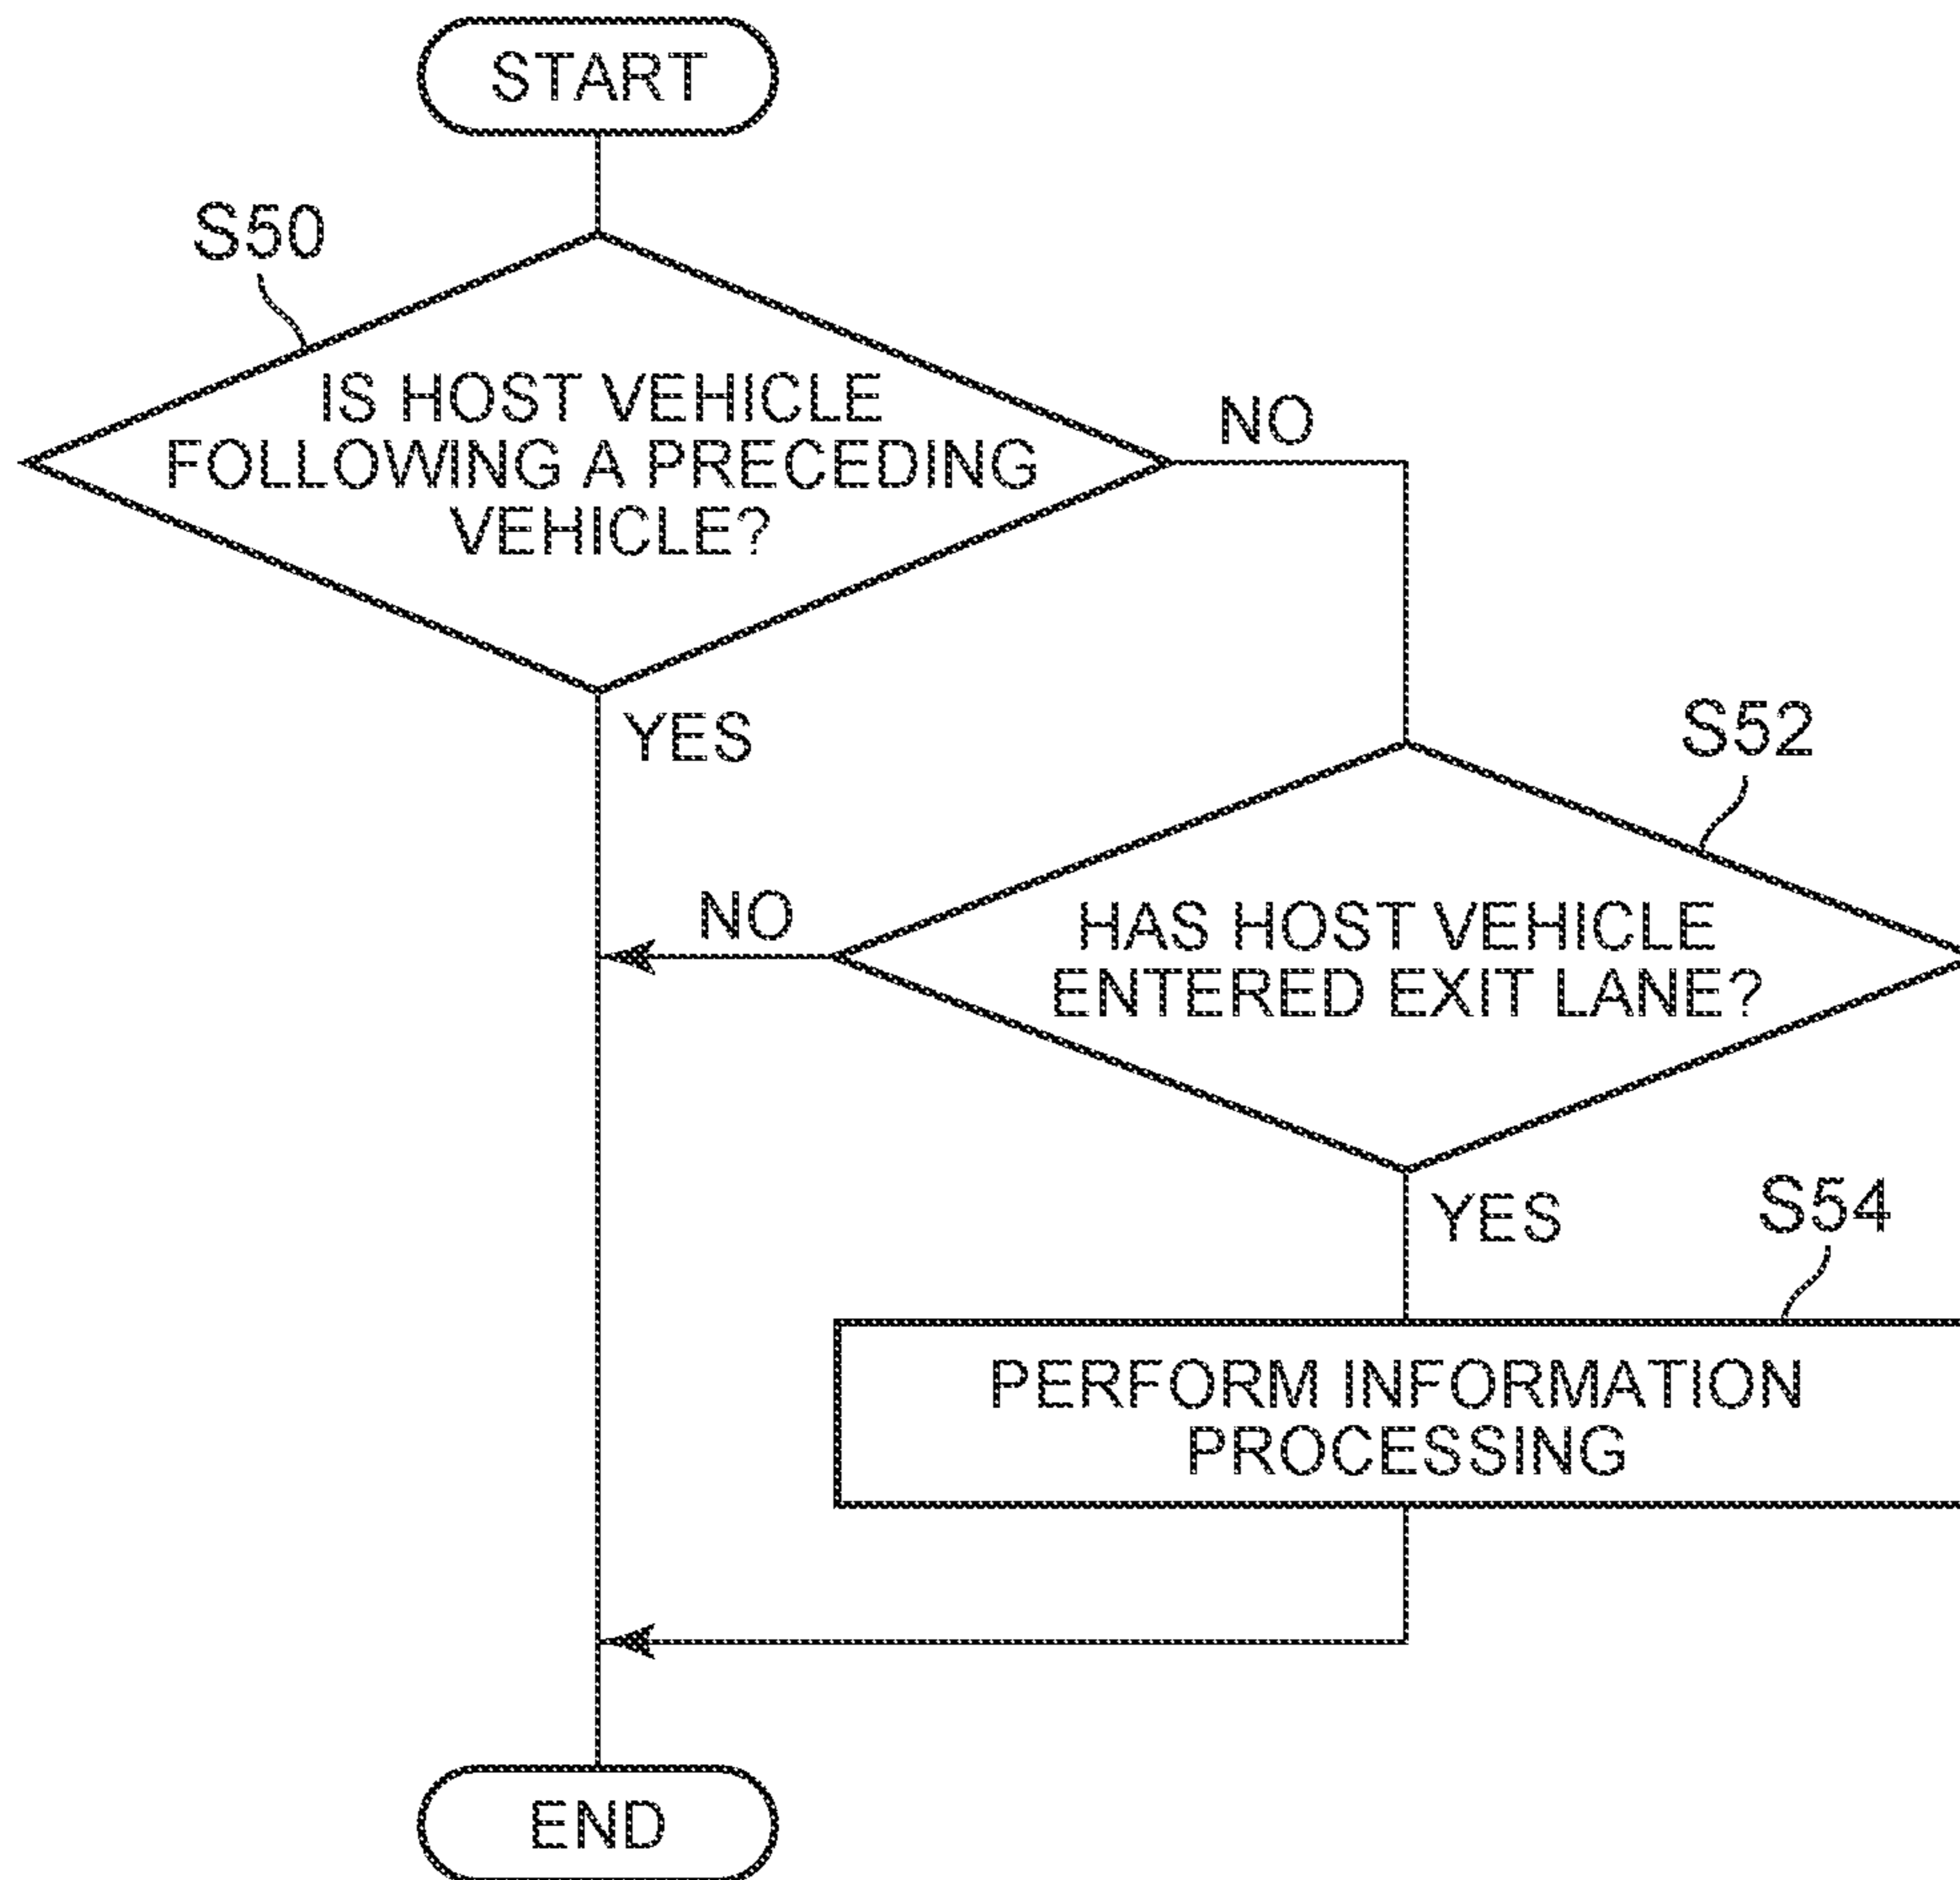 START
S50
IS HOST VEHICLE
FOLLOWING A PRECEDING
VEHICLE?
NO
YES
S52
NO
HAS HOST VEHICLE
ENTERED EXIT LANE?
YES
S54
PERFORM INFORMATION
PROCESSING
END